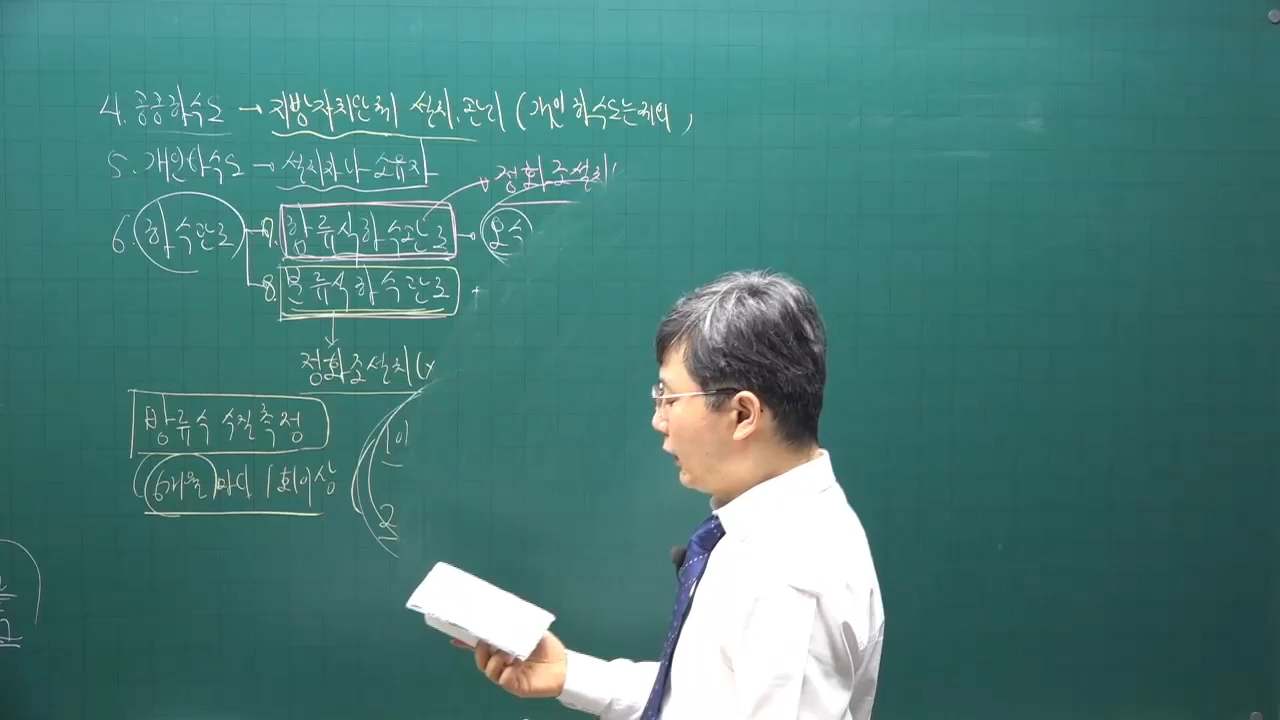 4. 공공하수도 → 지방자치단체 설치.관리 (개인하수도는제외)
5. 개인하수도 → 설치자나 소유자
정화조설치(
6. 하수관로 7. 합류식하수관로 → 오수
8. 분류식하수관로
정화조설치(x
방류수 수질측정
(6개월마다 1회이상
1이
2
2